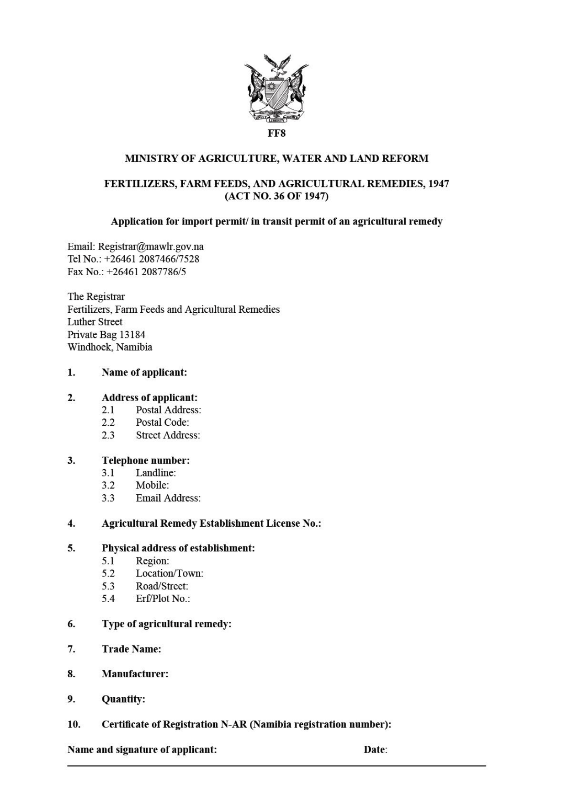 FF8
MINISTRY OF AGRICULTURE, WATER AND LAND REFORM
FERTILIZERS, FARM FEEDS, AND AGRICULTURAL REMEDIES, 1947
(ACT NO. 36 OF 1947)
Application for import permit/ in transit permit of an agricultural remedy
Email: Registrar@mawlr.gov.na
Tel No.: +26461 2087466/7528
Fax No.: +26461 2087786/5
The Registrar
Fertilizers, Farm Feeds and Agricultural Remedies
Luther Street
Private Bag 13184
Windhoek, Namibia
1. Name of applicant:
2. Address of applicant:
2.1 Postal Address:
2.2 Postal Code:
2.3 Street Address:
3. Telephone number:
3.1 Landline:
3.2 Mobile:
3.3 Email Address:
4. Agricultural Remedy Establishment License No.:
5. Physical address of establishment:
5.1 Region:
5.2 Location/Town:
5.3 Road/Street:
5.4 Erf/Plot No.:
6. Type of agricultural remedy:
7. Trade Name:
8. Manufacturer:
9. Quantity:
10. Certificate of Registration N-AR (Namibia registration number):
Name and signature of applicant: Date: